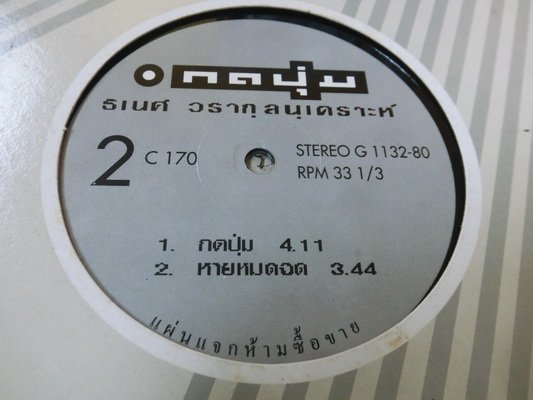 กดปุ่ม
ธเนศ วรากุลนุเคราะห์
2 C 170
STEREO G 1132-80
RPM 33 1/3
1. กดปุ่ม 4.11
2. หายหมดจด 3.44
แผ่นแจกห้ามซื้อขาย